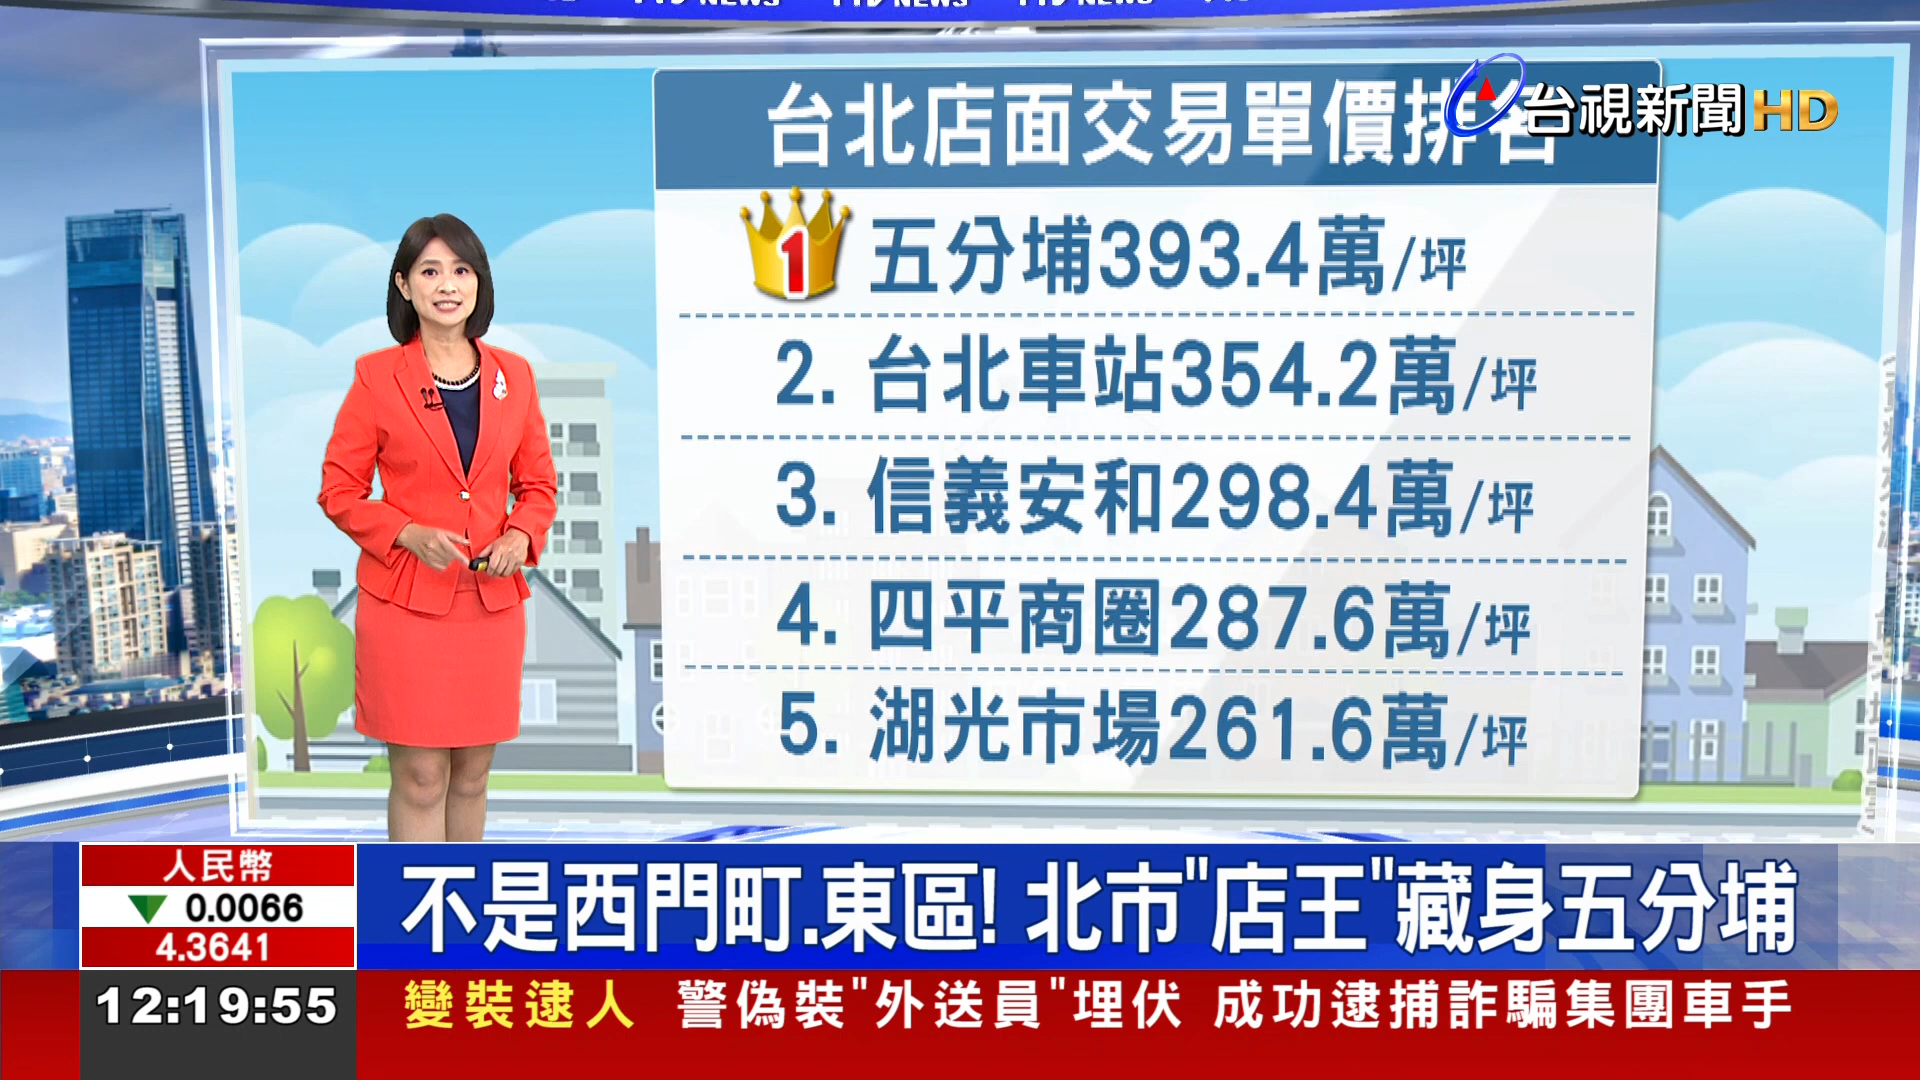 TTV NEWS TTV NEWS TTV NEWS
台視新聞HD
台北店面交易單價排名
1 五分埔393.4萬/坪
2. 台北車站354.2萬/坪
3. 信義安和298.4萬/坪
4. 四平商圈287.6萬/坪
5. 湖光市場261.6萬/坪
人民幣
▼ 0.0066
4.3641
不是西門町.東區! 北市"店王"藏身五分埔
12:19:55
變裝逮人 警偽裝"外送員"埋伏 成功逮捕詐騙集團車手